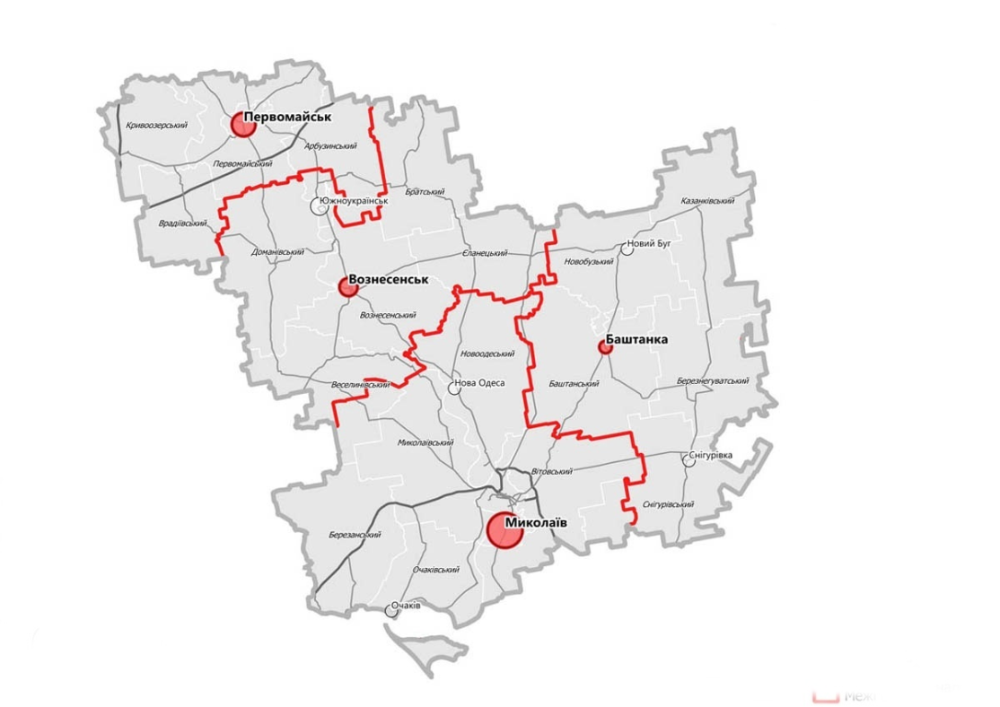 Первомайськ
Кривоозерський
Арбузинський
Первомайський
Братський
Южноукраїнськ
Казанківський
Врадіївський
Новий Буг
Доманівський
Єланецький
Новобузький
Вознесенськ
Вознесенський
Баштанка
Новоодеський
Березнегуватський
Веселинівський
Нова Одеса
Баштанський
Миколаївський
Снігурівка
Вітовський
Снігурівський
Миколаїв
Березанський
Очаківський
Очаків